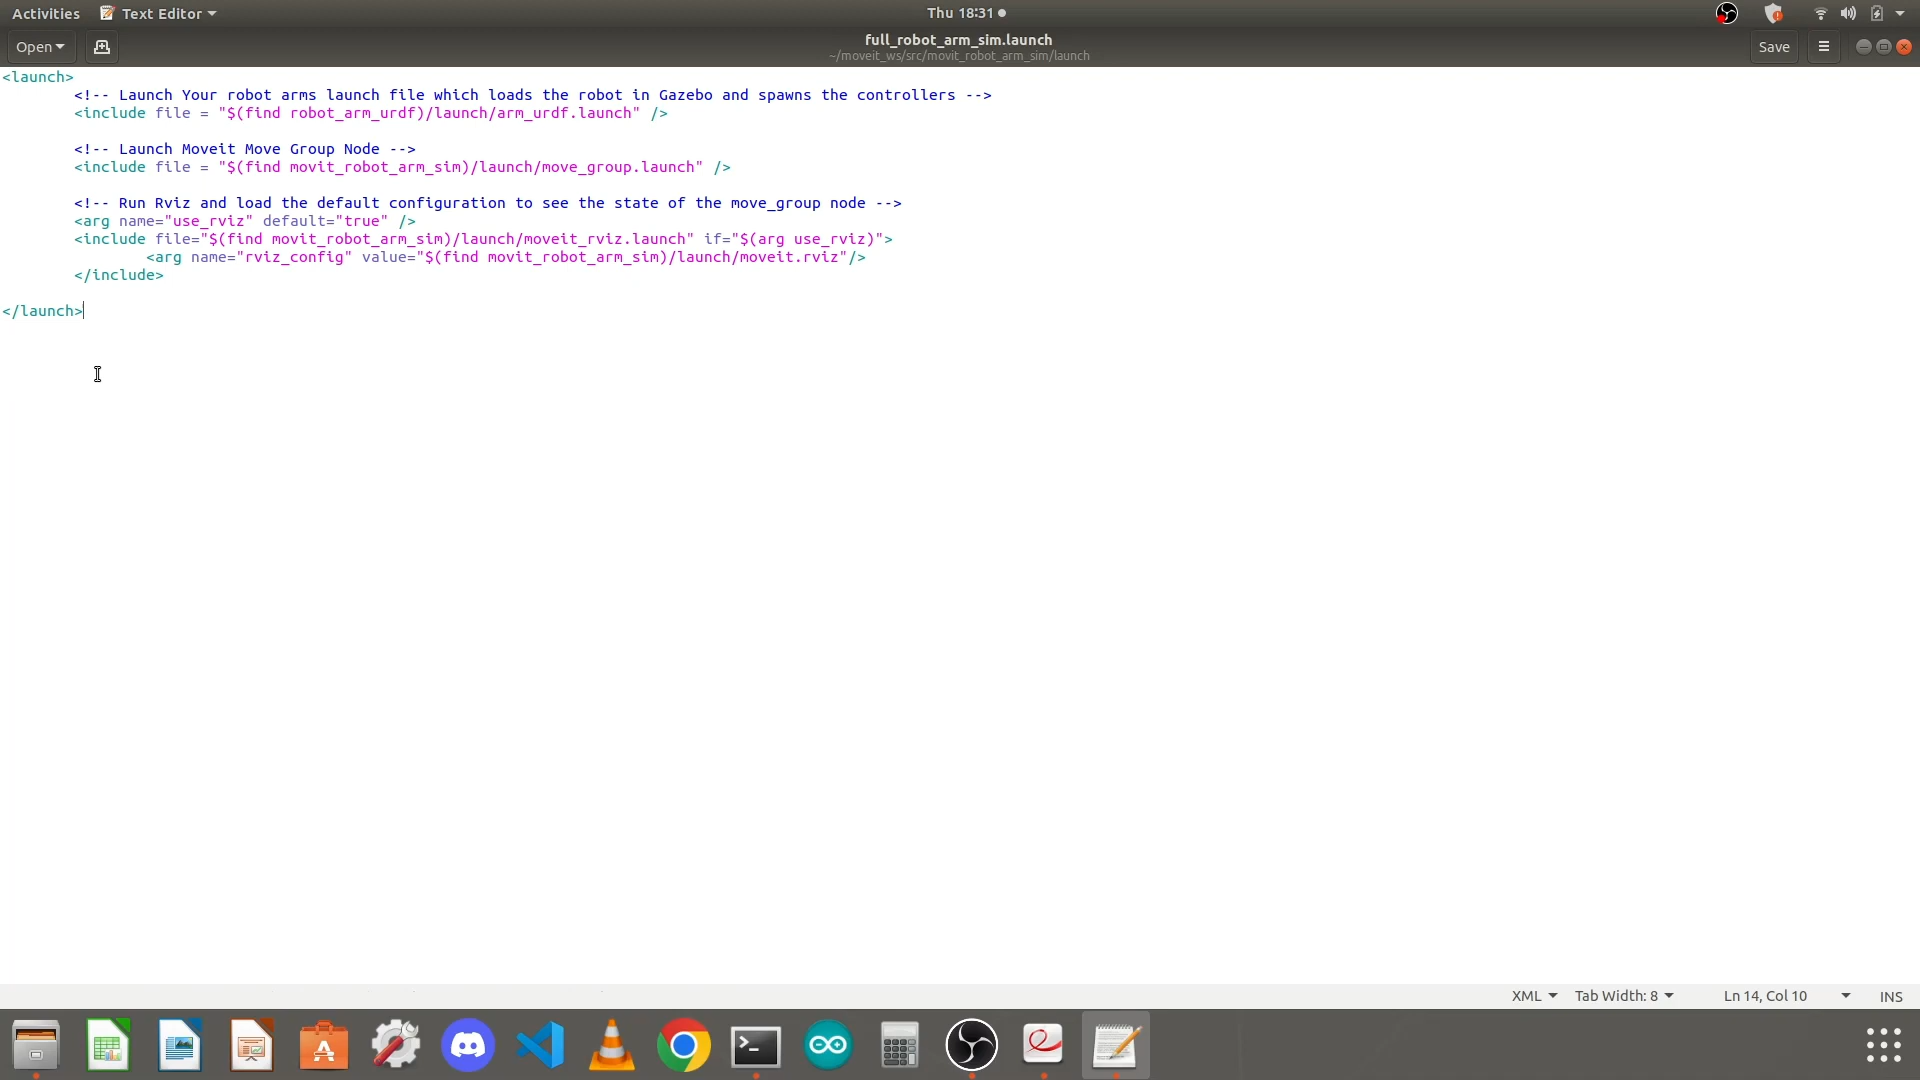 Activities Text Editor Thu 18:31
Open full_robot_arm_sim.launch Save
~/moveit_ws/src/movit_robot_arm_sim/launch
<launch>
<!-- Launch Your robot arms launch file which loads the robot in Gazebo and spawns the controllers -->
<include file = "$(find robot_arm_urdf)/launch/arm_urdf.launch" />
<!-- Launch Moveit Move Group Node -->
<include file = "$(find movit_robot_arm_sim)/launch/move_group.launch" />
<!-- Run Rviz and load the default configuration to see the state of the move_group node -->
<arg name="use_rviz" default="true" />
<include file="$(find movit_robot_arm_sim)/launch/moveit_rviz.launch" if="$(arg use_rviz)">
<arg name="rviz_config" value="$(find movit_robot_arm_sim)/launch/moveit.rviz"/>
</include>
</launch>
XML Tab Width: 8 Ln 14, Col 10 INS